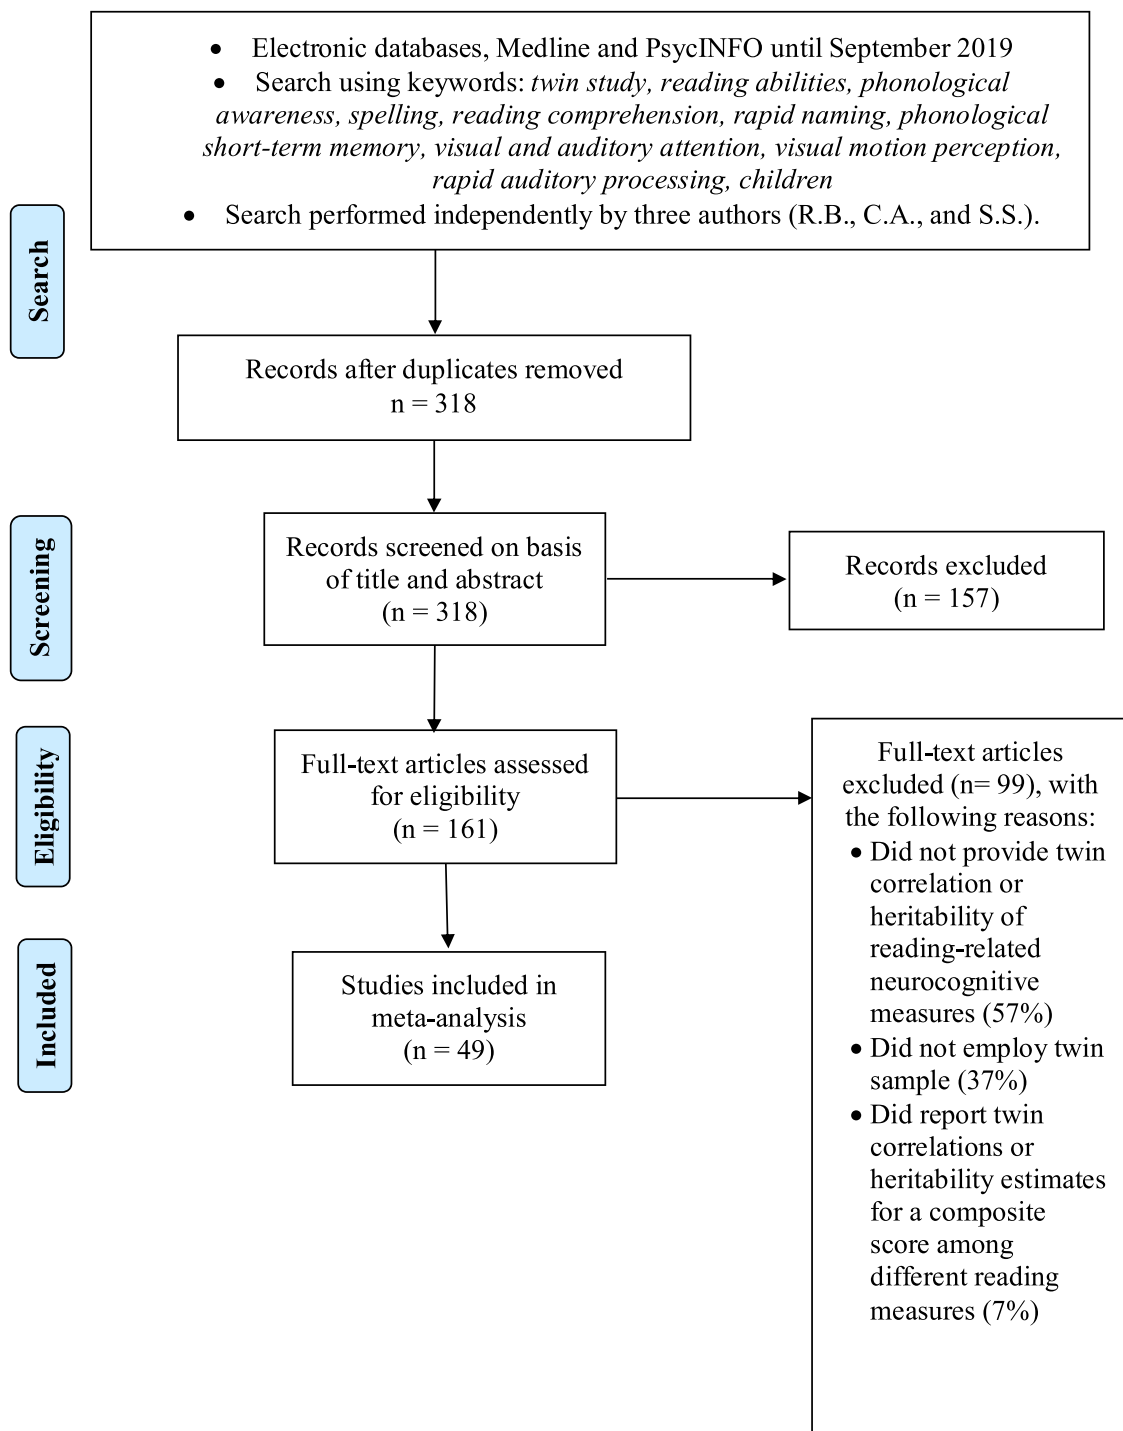 • Electronic databases, Medline and PsycINFO until September 2019
• Search using keywords: twin study, reading abilities, phonological
awareness, spelling, reading comprehension, rapid naming, phonological
short-term memory, visual and auditory attention, visual motion perception,
rapid auditory processing, children
• Search performed independently by three authors (R.B., C.A., and S.S.).
Search
Records after duplicates removed
n = 318
Screening
Records screened on basis
of title and abstract
(n = 318)
Records excluded
(n = 157)
Eligibility
Full-text articles assessed
for eligibility
(n = 161)
Full-text articles
excluded (n= 99), with
the following reasons:
• Did not provide twin
correlation or
heritability of
reading-related
neurocognitive
measures (57%)
• Did not employ twin
sample (37%)
• Did report twin
correlations or
heritability estimates
for a composite
score among
different reading
measures (7%)
Included
Studies included in
meta-analysis
(n = 49)